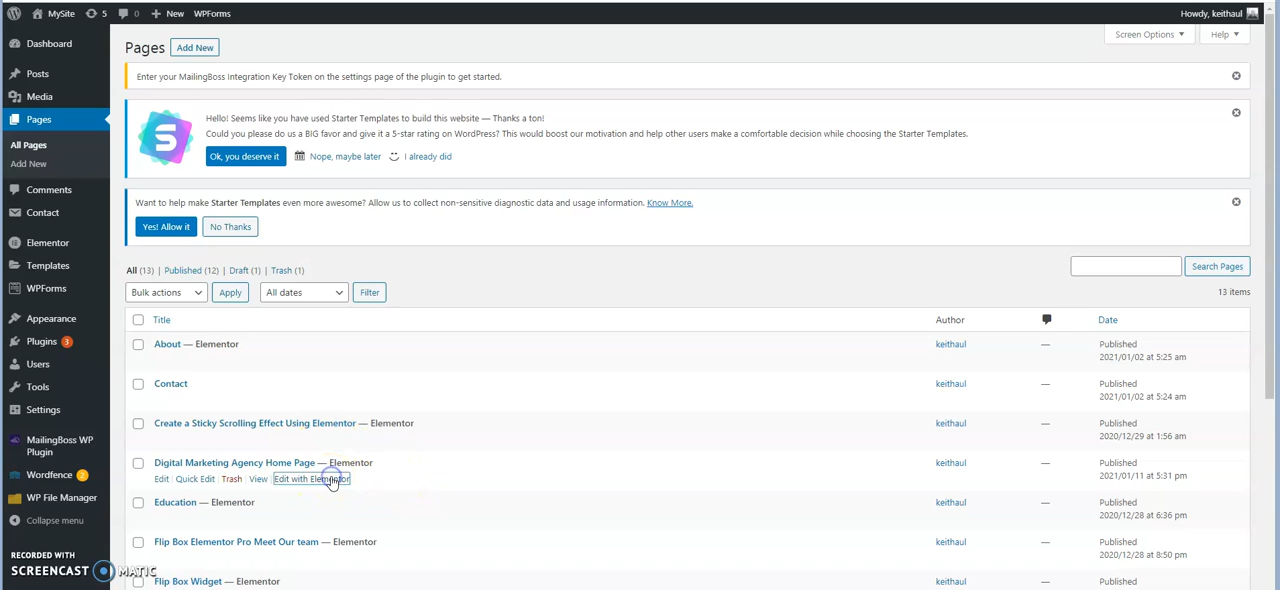 MySite 5 0 New WPForms Howdy, keithaul
Screen Options Help
Dashboard
Posts
Media
Pages
All Pages
Add New
Comments
Contact
Elementor
Templates
WPForms
Appearance
Plugins 3
Users
Tools
Settings
MailingBoss WP
Plugin
Wordfence 2
WP File Manager
Collapse menu
RECORDED WITH
SCREENCAST MATIC
Pages Add New
Enter your MailingBoss Integration Key Token on the settings page of the plugin to get started.
Hello! Seems like you have used Starter Templates to build this website — Thanks a ton!
Could you please do us a BIG favor and give it a 5-star rating on WordPress? This would boost our motivation and help other users make a comfortable decision while choosing the Starter Templates.
Ok, you deserve it Nope, maybe later I already did
Want to help make Starter Templates even more awesome? Allow us to collect non-sensitive diagnostic data and usage information. Know More.
Yes! Allow it No Thanks
All (13) | Published (12) | Draft (1) | Trash (1)
Search Pages
Bulk actions Apply All dates Filter 13 items
Title Author Date
About — Elementor keithaul — Published
2021/01/02 at 5:25 am
Contact keithaul — Published
2021/01/02 at 5:24 am
Create a Sticky Scrolling Effect Using Elementor — Elementor keithaul — Published
2020/12/29 at 1:56 am
Digital Marketing Agency Home Page — Elementor keithaul — Published
Edit | Quick Edit | Trash | View | Edit with Elementor 2021/01/11 at 5:31 pm
Education — Elementor keithaul — Published
2020/12/28 at 6:36 pm
Flip Box Elementor Pro Meet Our team — Elementor keithaul — Published
2020/12/28 at 8:50 pm
Flip Box Widget — Elementor keithaul — Published